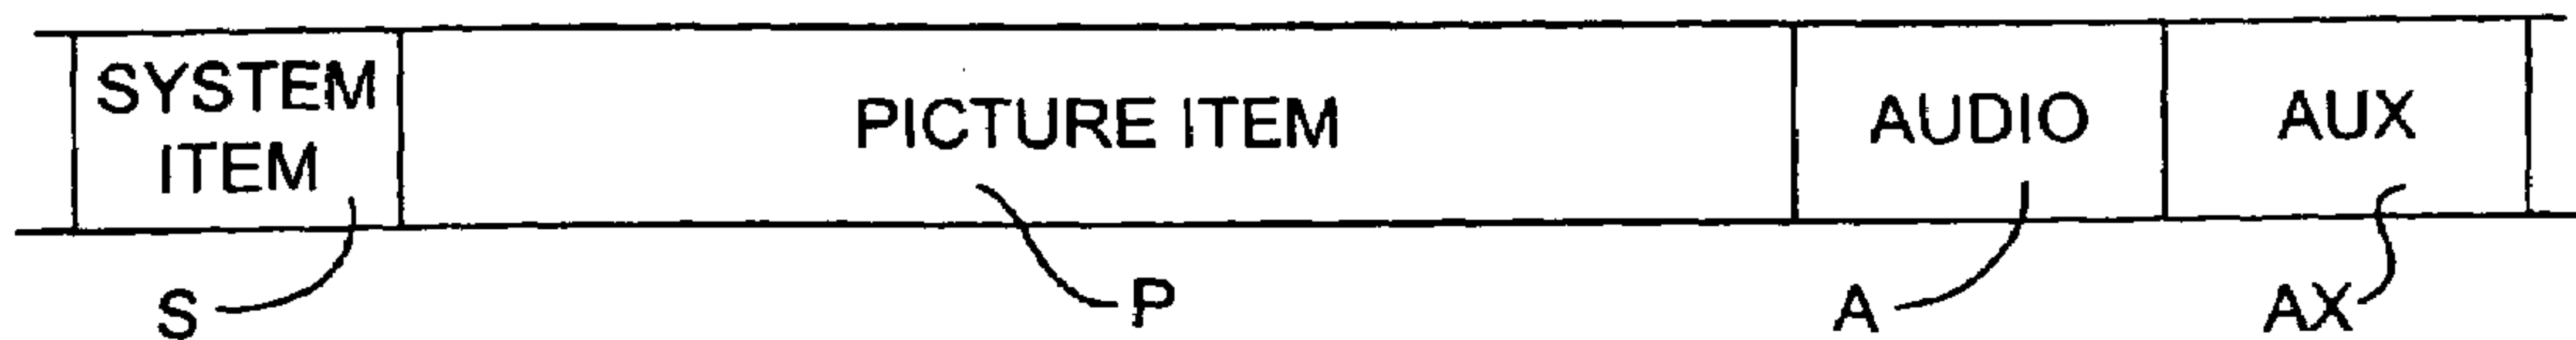 SYSTEM
ITEM
PICTURE ITEM
AUDIO
AUX
S
P
A
AX